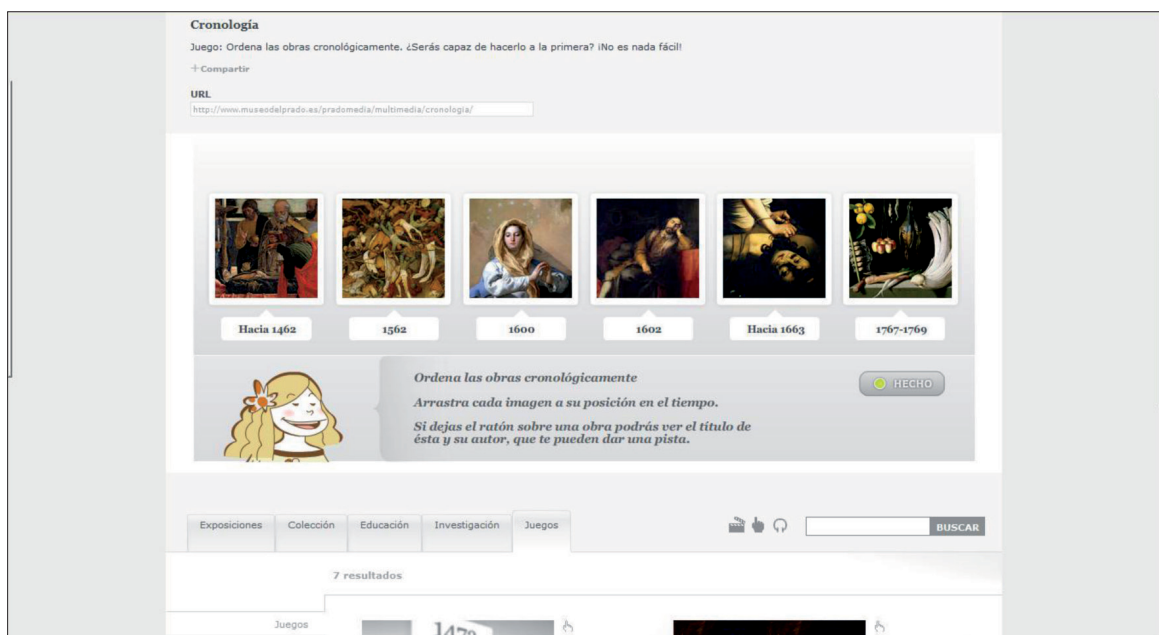 Cronología
Juego: Ordena las obras cronológicamente. ¿Serás capaz de hacerlo a la primera? ¡No es nada fácil!
+Compartir
URL
http://www.museodelprado.es/pradomedia/multimedia/cronologia/
Hacia 1462
1562
1600
1602
Hacia 1663
1767-1769
Ordena las obras cronológicamente
Arrastra cada imagen a su posición en el tiempo.
Si dejas el ratón sobre una obra podrás ver el título de
ésta y su autor, que te pueden dar una pista.
HECHO
Exposiciones
Colección
Educación
Investigación
Juegos
BUSCAR
7 resultados
Juegos